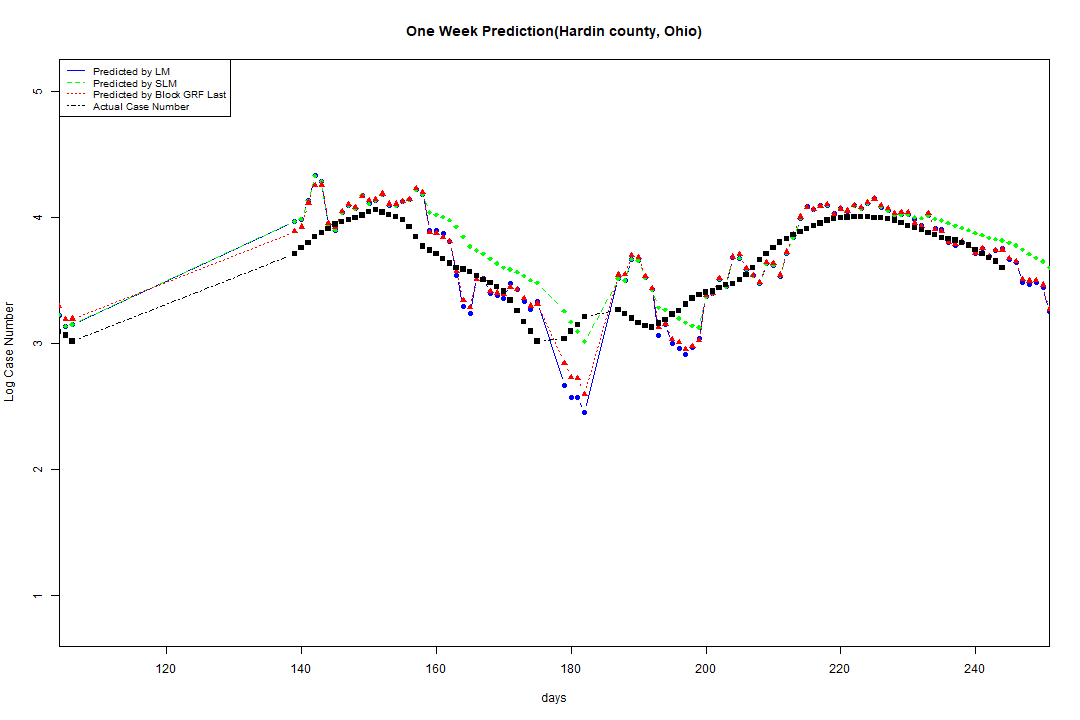 One Week Prediction(Hardin county, Ohio)
Predicted by LM
Predicted by SLM
Predicted by Block GRF Last
Actual Case Number
5
4
3
2
1
Log Case Number
120 140 160 180 200 220 240
days